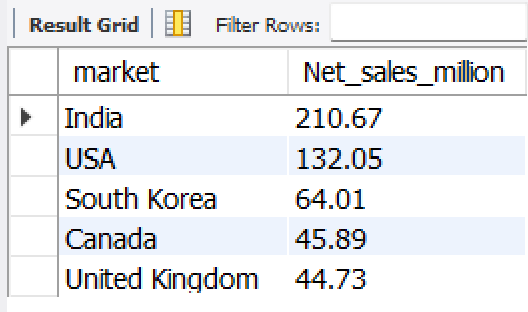 Result Grid Filter Rows:
market Net_sales_million
India 210.67
USA 132.05
South Korea 64.01
Canada 45.89
United Kingdom 44.73